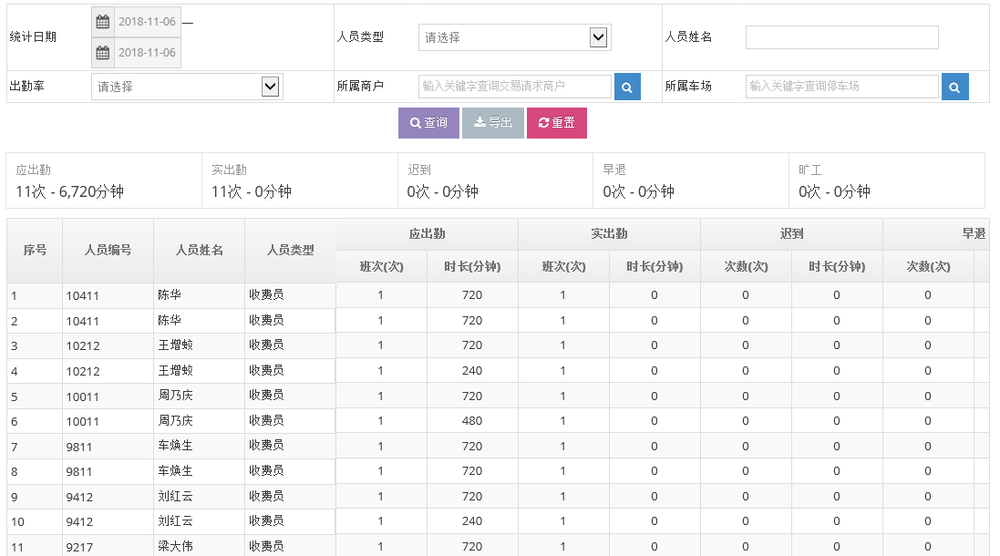 统计日期 2018-11-06 — 2018-11-06 人员类型 请选择 人员姓名
出勤率 请选择 所属商户 输入关键字查询交易请求商户 所属车场 输入关键字查询停车场
查询 导出 重置
应出勤 实出勤 迟到 早退 旷工
11次 - 6,720分钟 11次 - 0分钟 0次 - 0分钟 0次 - 0分钟 0次 - 0分钟
序号 人员编号 人员姓名 人员类型 应出勤 实出勤 迟到 早退
班次(次) 时长(分钟) 班次(次) 时长(分钟) 次数(次) 时长(分钟) 次数(次)
1 10411 陈华 收费员 1 720 1 0 0 0 0
2 10411 陈华 收费员 1 720 1 0 0 0 0
3 10212 王增蛟 收费员 1 720 1 0 0 0 0
4 10212 王增蛟 收费员 1 240 1 0 0 0 0
5 10011 周乃庆 收费员 1 720 1 0 0 0 0
6 10011 周乃庆 收费员 1 480 1 0 0 0 0
7 9811 车焕生 收费员 1 720 1 0 0 0 0
8 9811 车焕生 收费员 1 720 1 0 0 0 0
9 9412 刘红云 收费员 1 720 1 0 0 0 0
10 9412 刘红云 收费员 1 240 1 0 0 0 0
11 9217 梁大伟 收费员 1 720 1 0 0 0 0